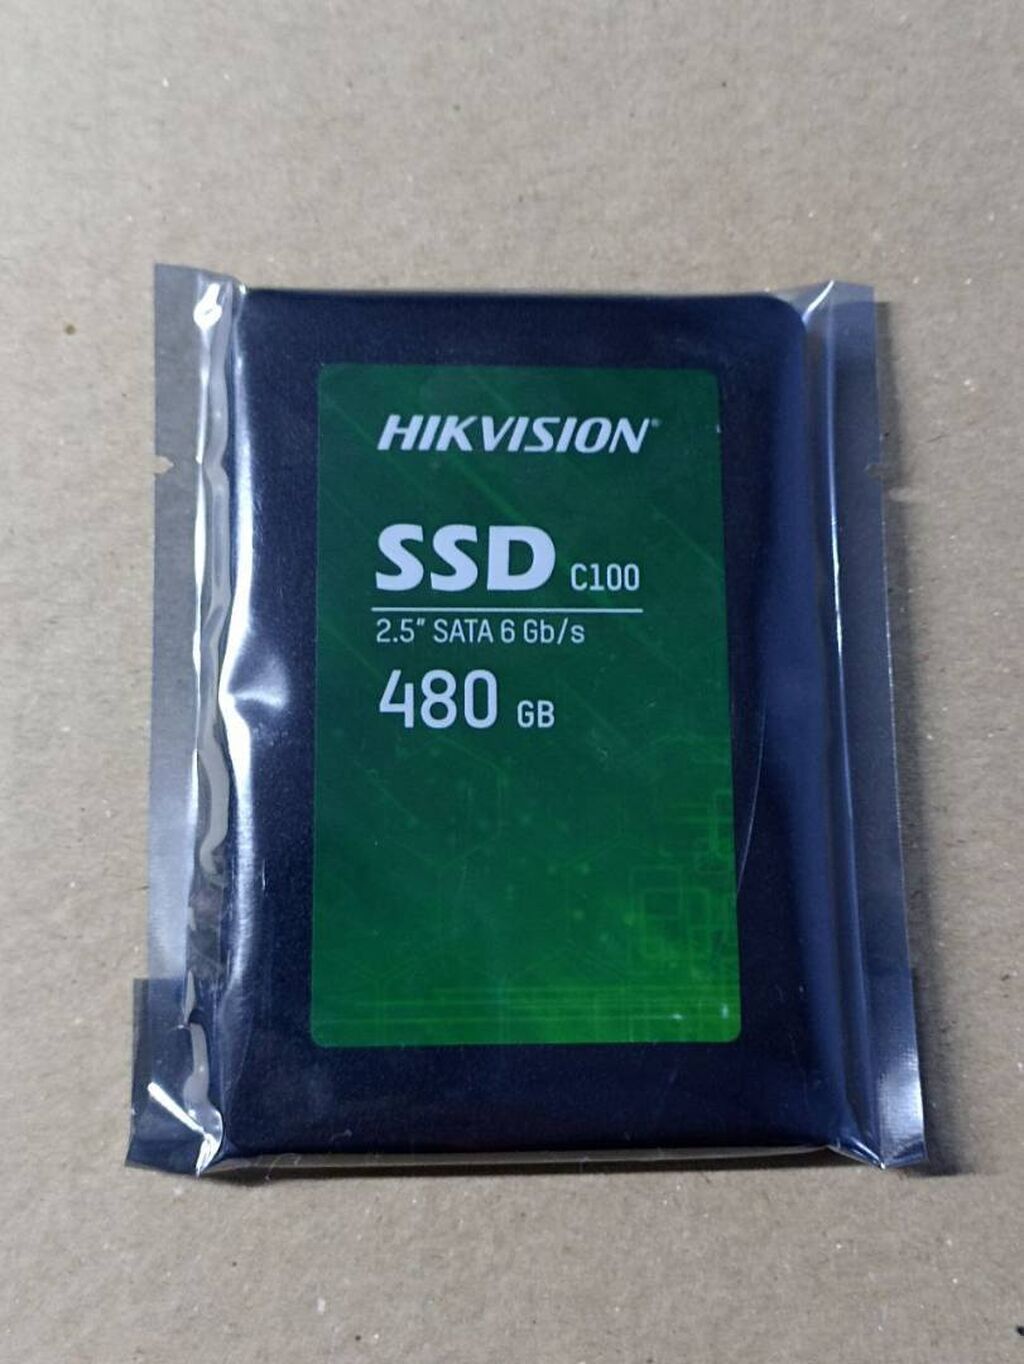 HIKVISION®
SSD C100
2.5" SATA 6 Gb/s
480 GB